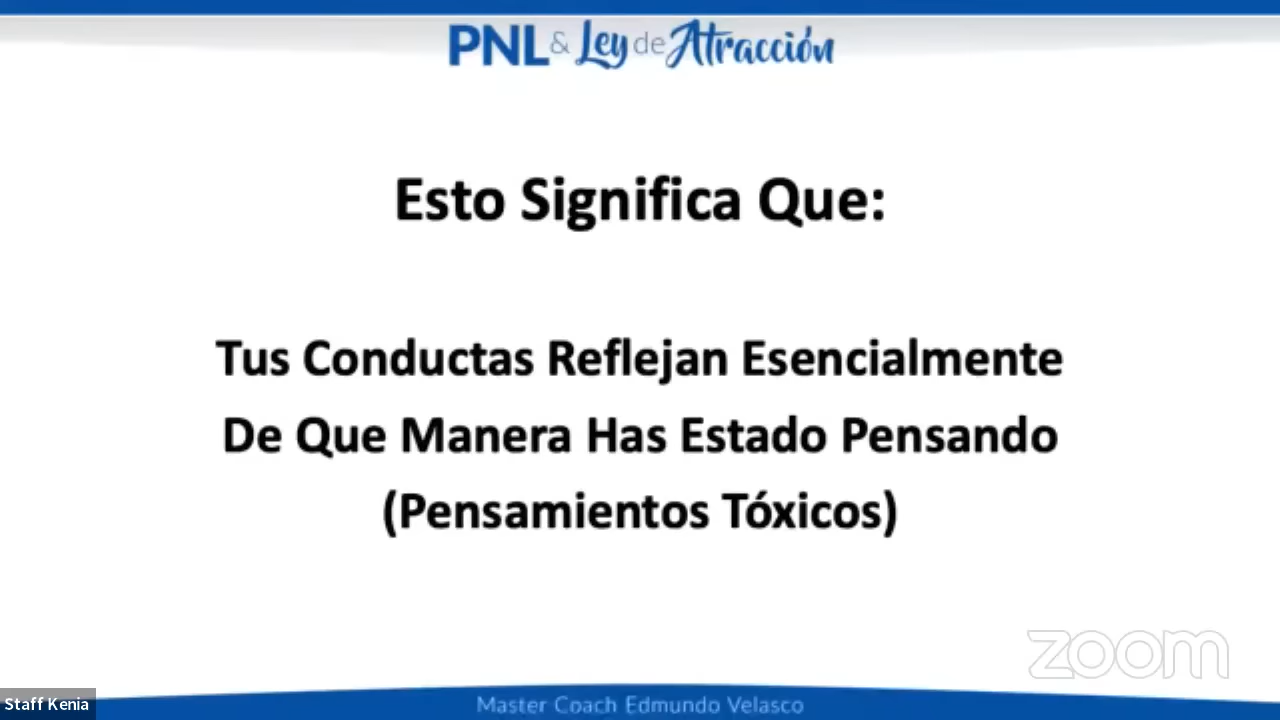 PNL & Ley de Atracción
Esto Significa Que:
Tus Conductas Reflejan Esencialmente
De Que Manera Has Estado Pensando
(Pensamientos Tóxicos)
zoom
Staff Kenia
Master Coach Edmundo Velasco